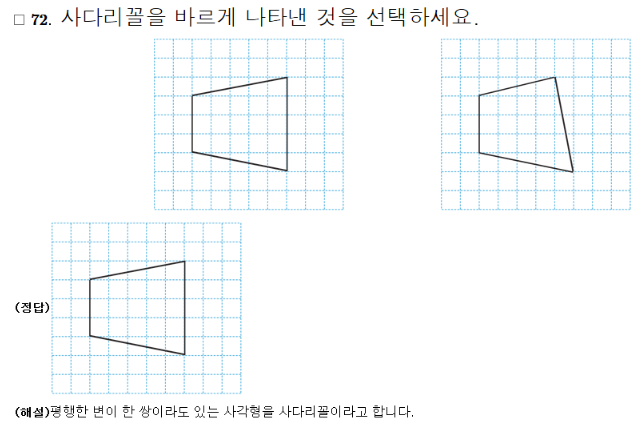 □ 72. 사다리꼴을 바르게 나타낸 것을 선택하세요.
(정답)
(해설)평행한 변이 한 쌍이라도 있는 사각형을 사다리꼴이라고 합니다.